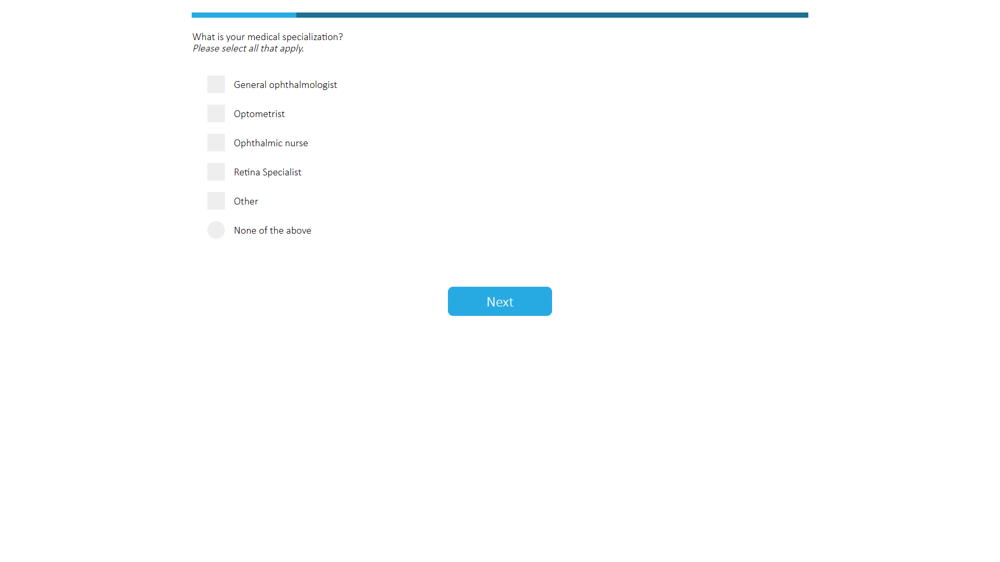 What is your medical specialization?
Please select all that apply.
General ophthalmologist
Optometrist
Ophthalmic nurse
Retina Specialist
Other
None of the above
Next